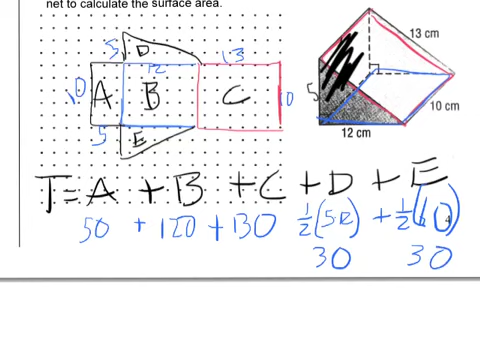 net to calculate the surface area.
5 D 12 13
10 A B C 10
5 E
13 cm
5
10 cm
12 cm
T = A + B + C + D + E
50 + 120 + 130 1/2 (5·12) + 1/2 (60)
30 30